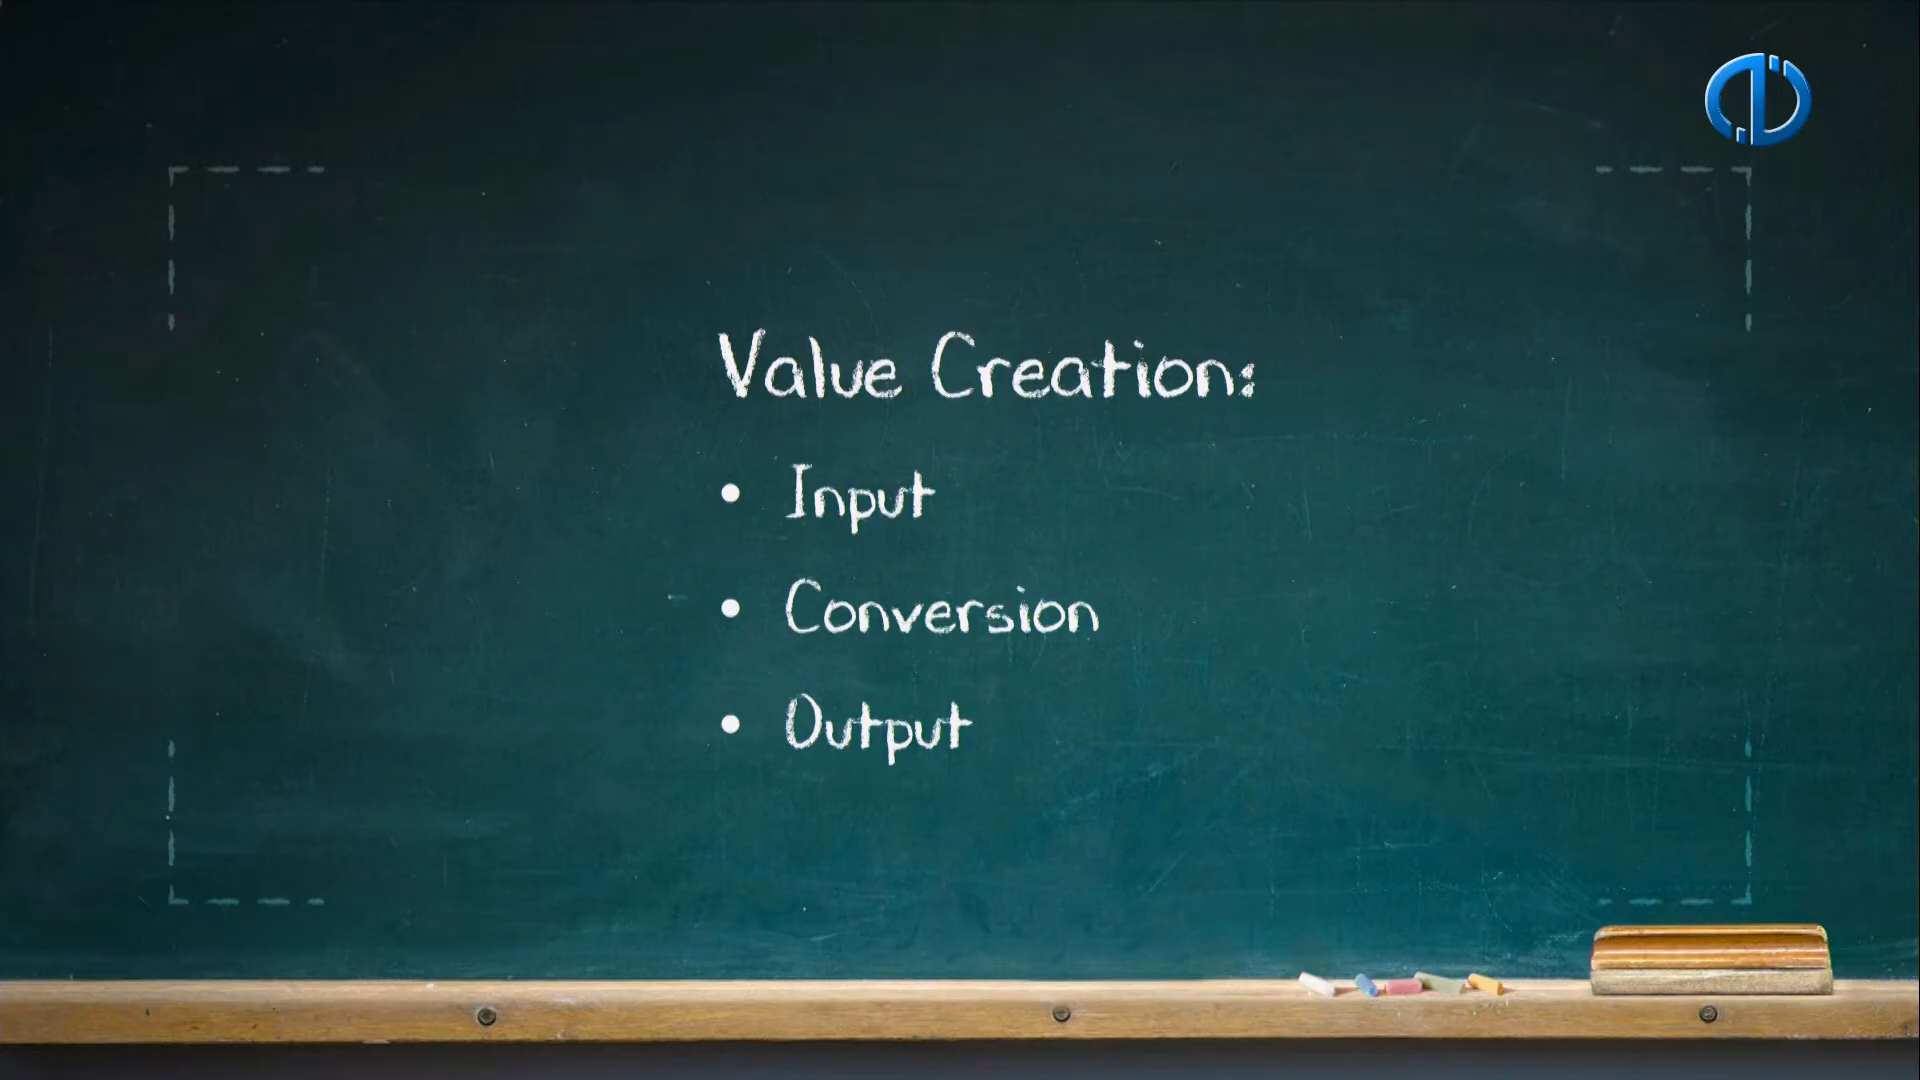 Value Creation:
• Input
• Conversion
• Output